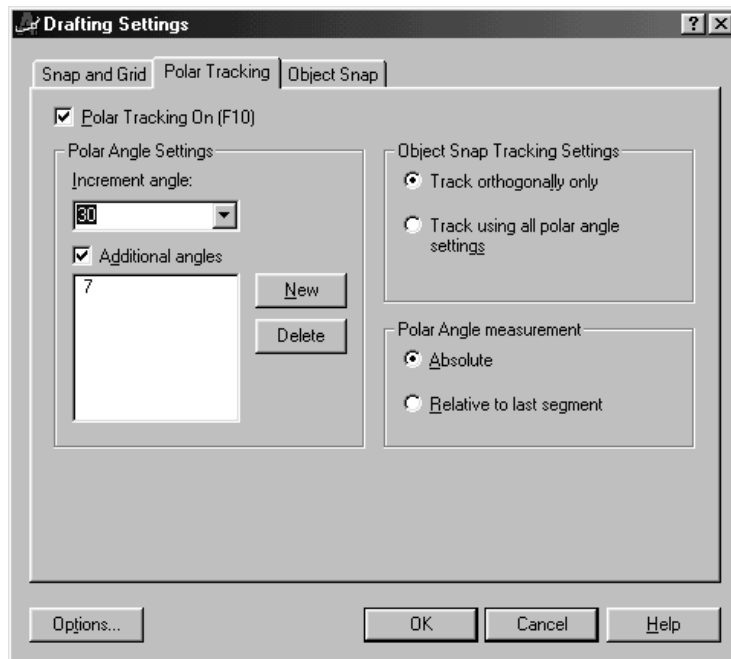 Drafting Settings
Snap and Grid
Polar Tracking
Object Snap
Polar Tracking On (F10)
Polar Angle Settings
Increment angle:
30
Additional angles
7
New
Delete
Object Snap Tracking Settings
Track orthogonally only
Track using all polar angle
settings
Polar Angle measurement
Absolute
Relative to last segment
Options...
OK
Cancel
Help